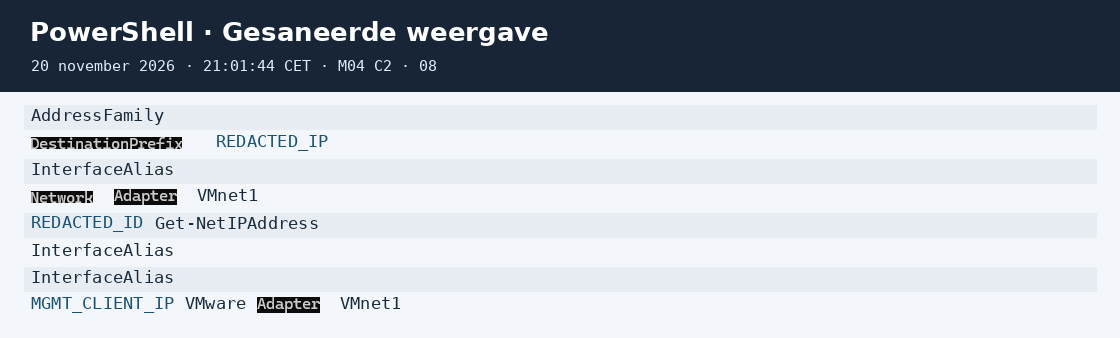 PowerShell · Gesaneerde weergave
20 november 2026 · 21:01:44 CET · M04 C2 · 08
AddressFamily
DestinationPrefix REDACTED_IP
InterfaceAlias
Network Adapter VMnet1
REDACTED_ID Get-NetIPAddress
InterfaceAlias
InterfaceAlias
MGMT_CLIENT_IP VMware Adapter VMnet1